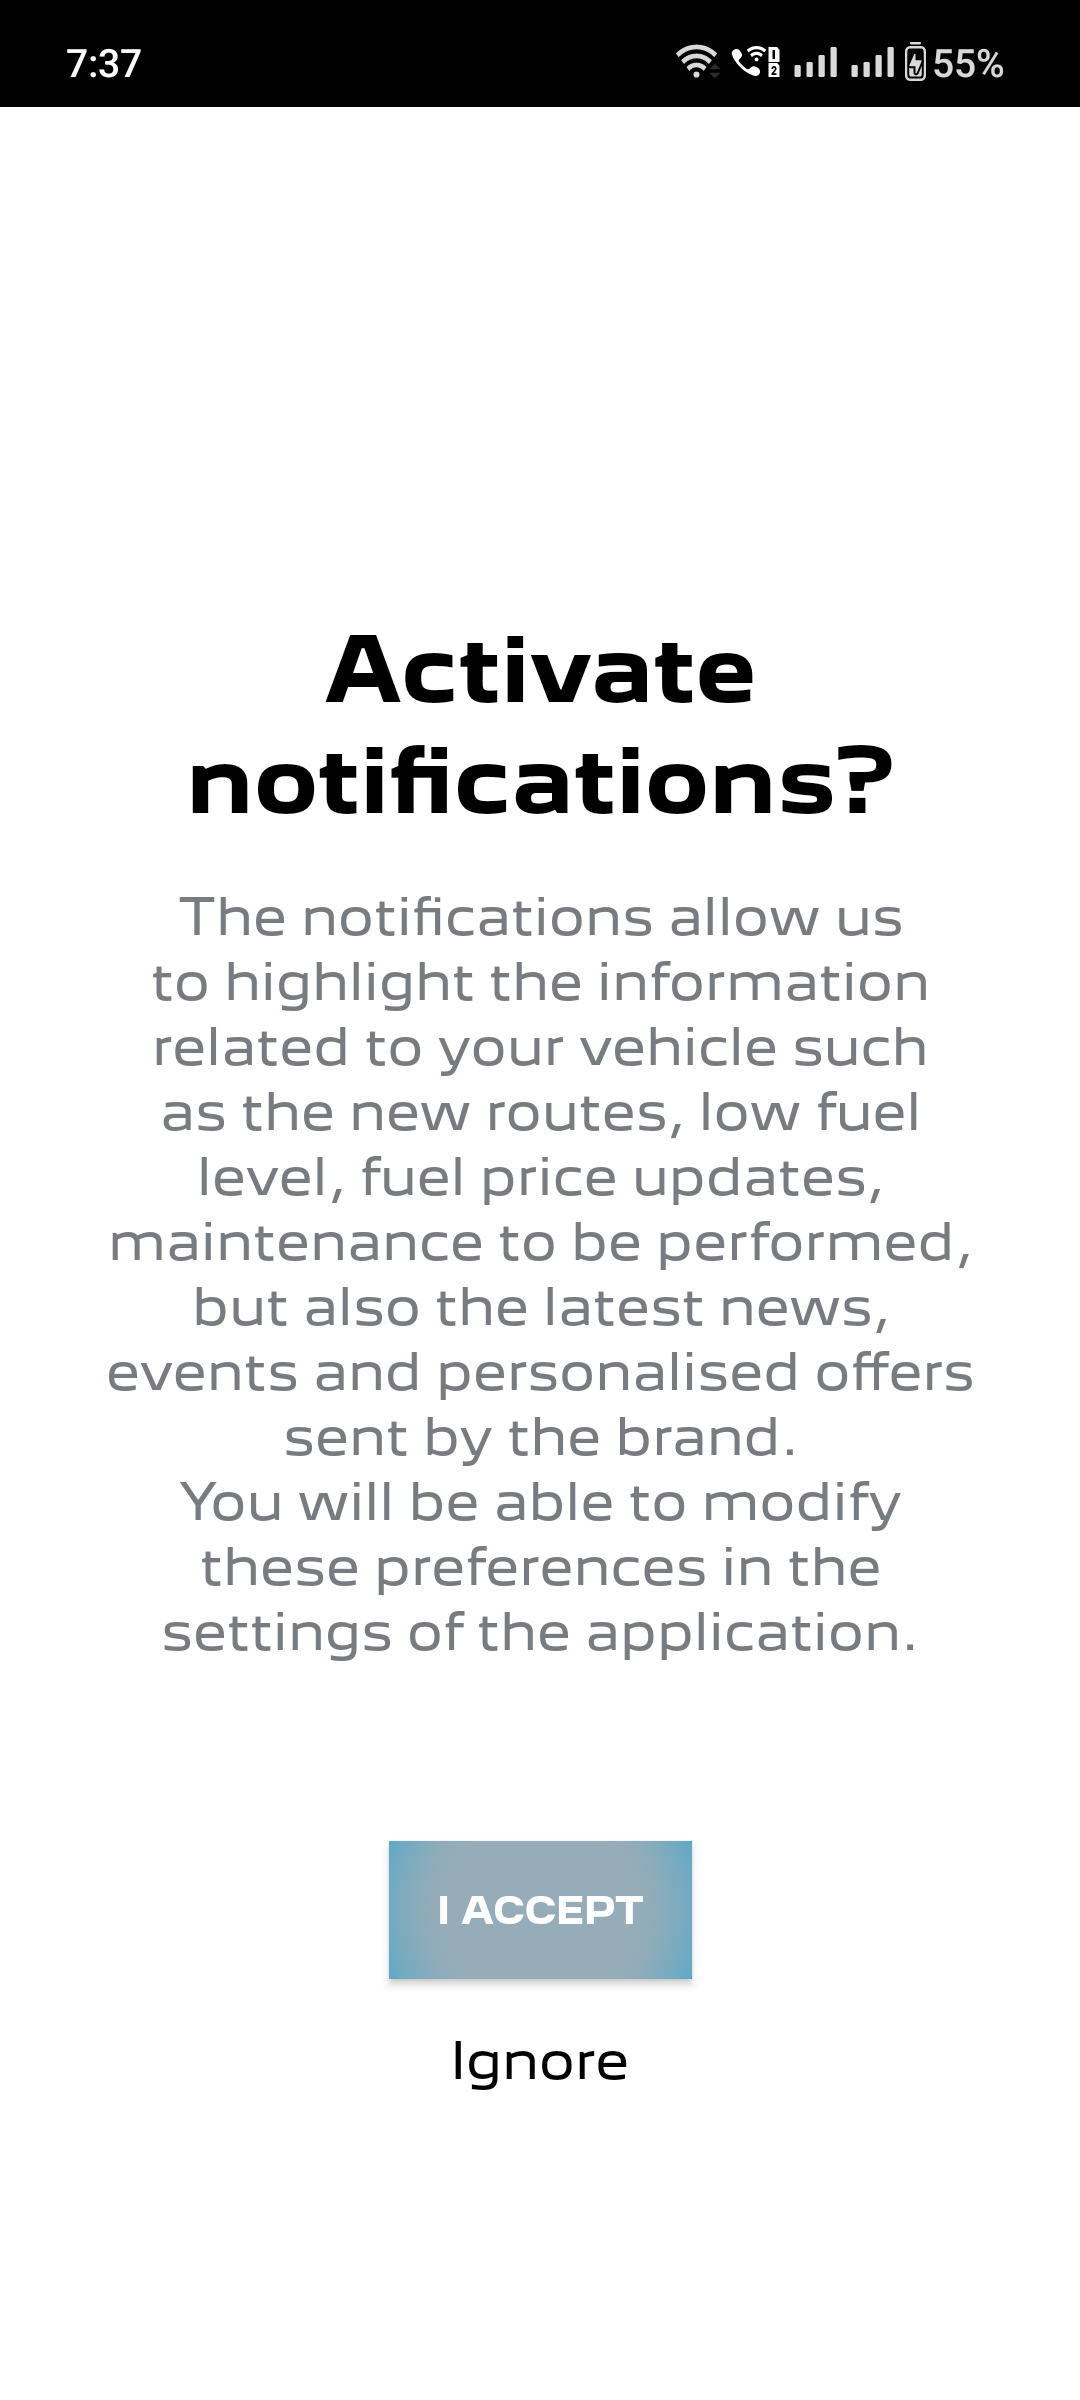 7:37
55%
Activate
notifications?
The notifications allow us
to highlight the information
related to your vehicle such
as the new routes, low fuel
level, fuel price updates,
maintenance to be performed,
but also the latest news,
events and personalised offers
sent by the brand.
You will be able to modify
these preferences in the
settings of the application.
I ACCEPT
Ignore